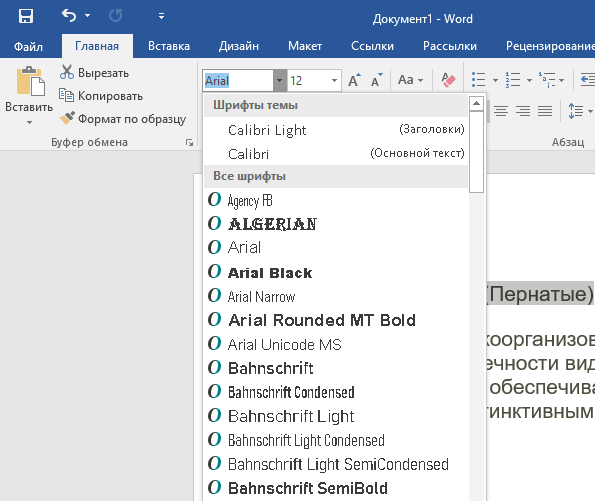 Документ1 - Word
Файл Главная Вставка Дизайн Макет Ссылки Рассылки Рецензирование
Вставить
Вырезать
Копировать
Формат по образцу
Буфер обмена
Arial 12 Aa
Абзац
Шрифты темы
Calibri Light (Заголовки)
Calibri (Основной текст)
Все шрифты
Agency FB
ALGERIAN
Arial
Arial Black
Arial Narrow
Arial Rounded MT Bold
Arial Unicode MS
Bahnschrift
Bahnschrift Condensed
Bahnschrift Light
Bahnschrift Light Condensed
Bahnschrift Light SemiCondensed
Bahnschrift SemiBold
(Пернатые)
коорганизов
ечности вид
обеспечива
тинктивным